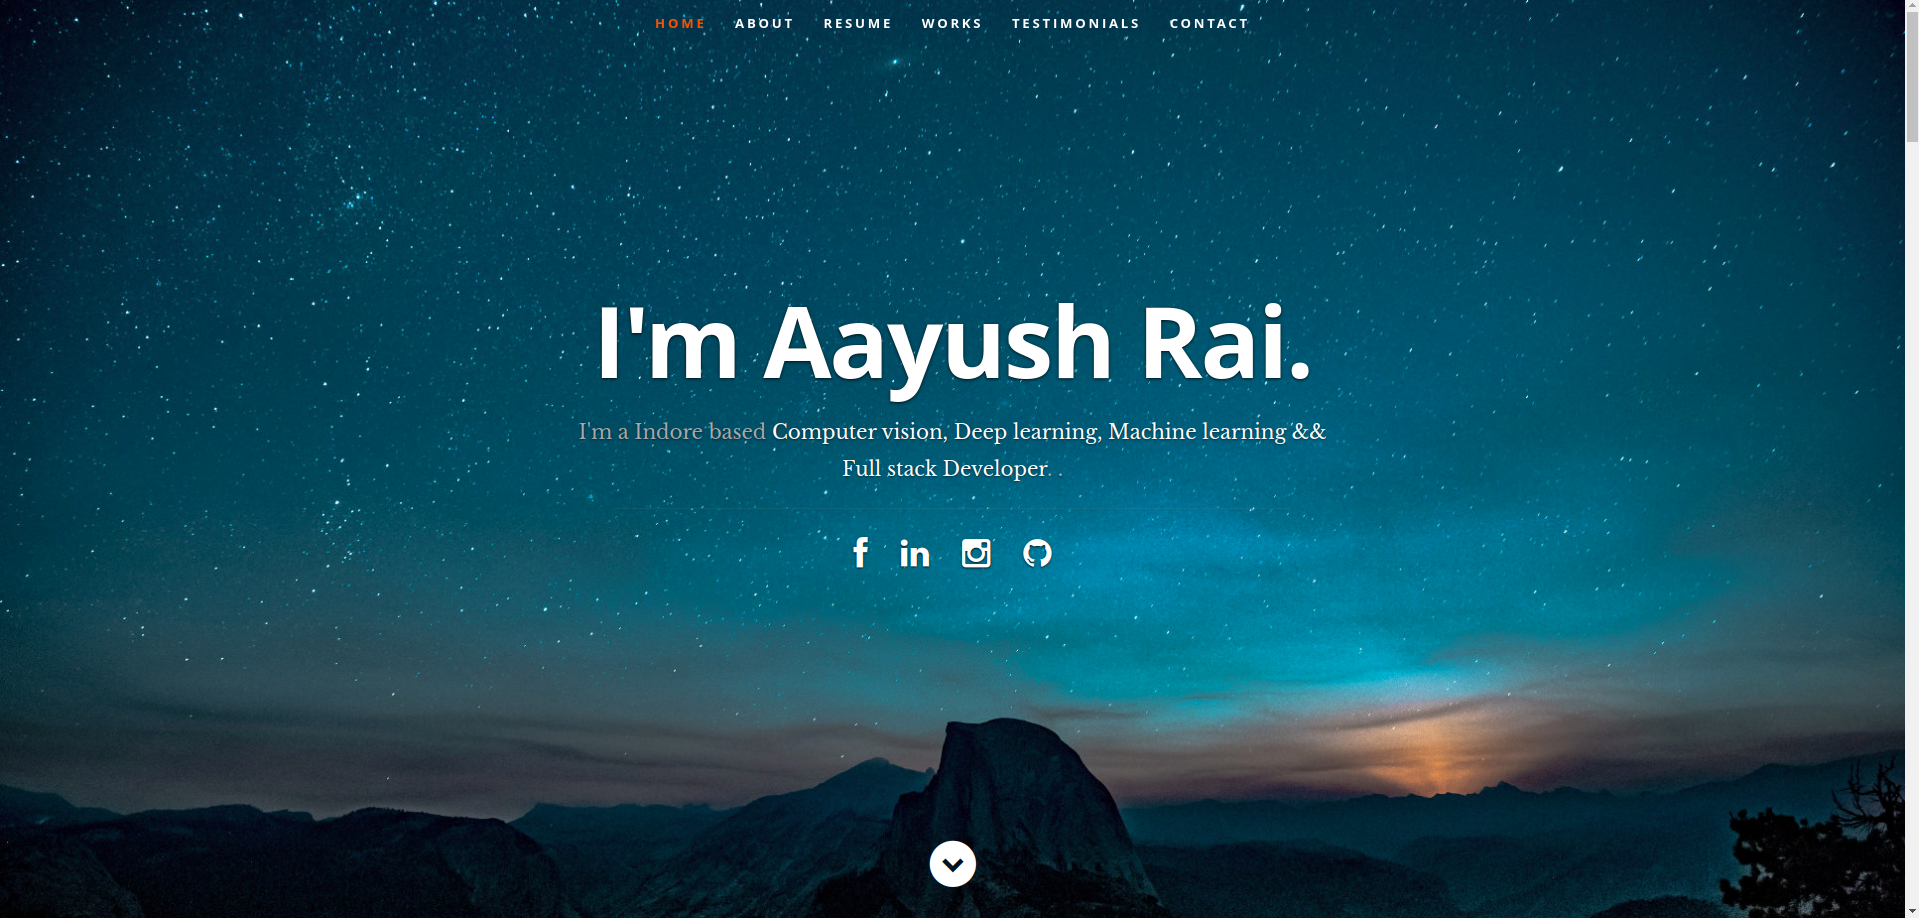 HOME ABOUT RESUME WORKS TESTIMONIALS CONTACT
I'm Aayush Rai.
I'm a Indore based Computer vision, Deep learning, Machine learning &&
Full stack Developer. .